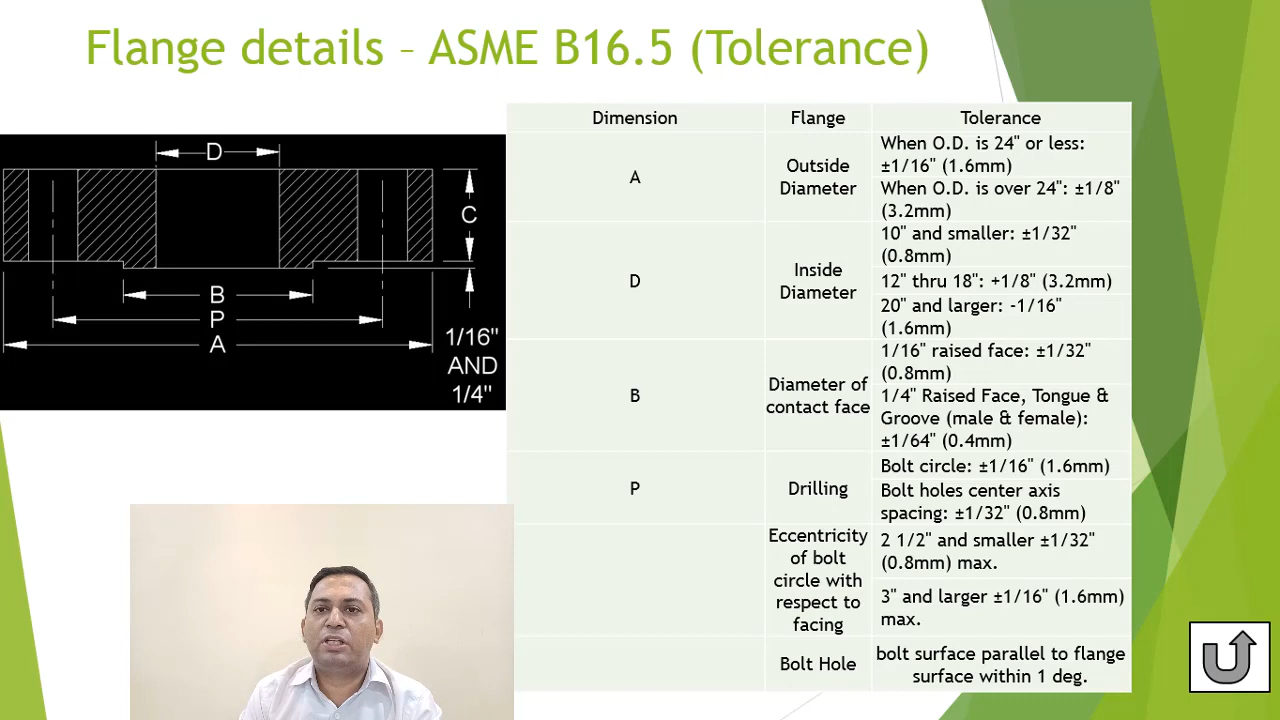 Flange details – ASME B16.5 (Tolerance)
D
C
B
P
A
1/16"
AND
1/4"
Dimension Flange Tolerance
A
Outside
Diameter
When O.D. is 24" or less:
±1/16" (1.6mm)
When O.D. is over 24": ±1/8"
(3.2mm)
D
Inside
Diameter
10" and smaller: ±1/32"
(0.8mm)
12" thru 18": +1/8" (3.2mm)
20" and larger: -1/16"
(1.6mm)
B
Diameter of
contact face
1/16" raised face: ±1/32"
(0.8mm)
1/4" Raised Face, Tongue &
Groove (male & female):
±1/64" (0.4mm)
P
Drilling
Bolt circle: ±1/16" (1.6mm)
Bolt holes center axis
spacing: ±1/32" (0.8mm)
Eccentricity
of bolt
circle with
respect to
facing
2 1/2" and smaller ±1/32"
(0.8mm) max.
3" and larger ±1/16" (1.6mm)
max.
Bolt Hole
bolt surface parallel to flange
surface within 1 deg.